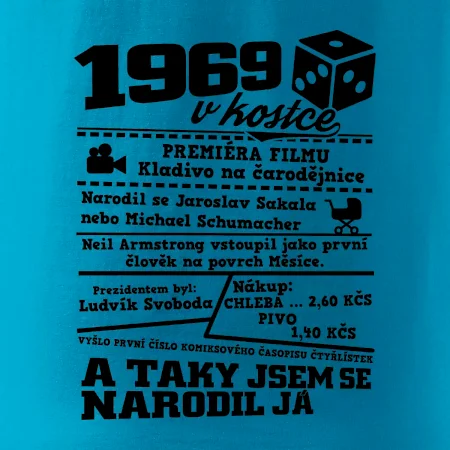 1969
v kostce
PREMIÉRA FILMU
Kladivo na čarodějnice
Narodil se Jaroslav Sakala
nebo Michael Schumacher
Neil Armstrong vstoupil jako první
člověk na povrch Měsíce.
Prezidentem byl:
Ludvík Svoboda
Nákup:
CHLEBA ... 2,60 KČS
PIVO
1,40 KČS
VYŠLO PRVNÍ ČÍSLO KOMIKSOVÉHO ČASOPISU ČTYŘLÍSTEK
A TAKY JSEM SE
NARODIL JÁ